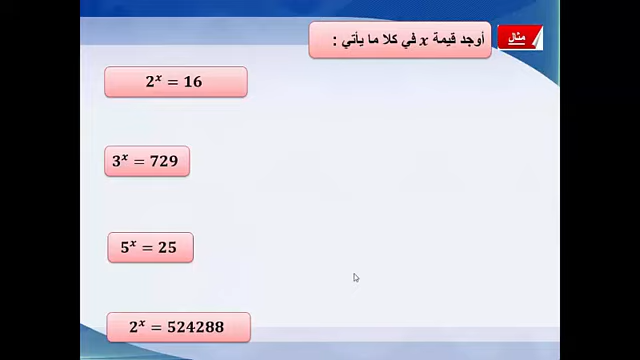 مثال
أوجد قيمة x في كلا ما يأتي :
2^x = 16
3^x = 729
5^x = 25
2^x = 524288